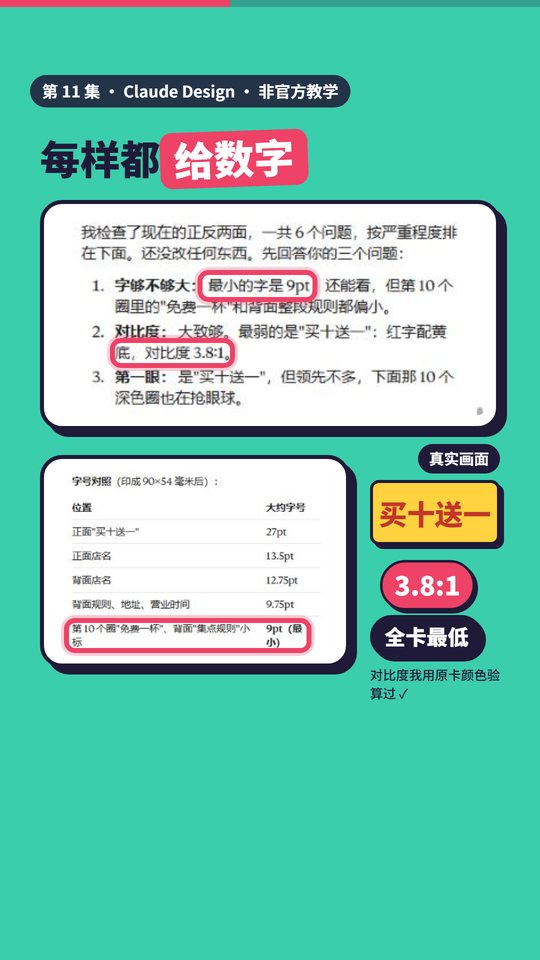 第 11 集 · Claude Design · 非官方教学
每样都 给数字
我检查了现在的正反两面，一共 6 个问题，按严重程度排
在下面。还没改任何东西。先回答你的三个问题：
1. 字够不够大：最小的字是 9pt，还能看，但第 10 个
圈里的"免费一杯"和背面整段规则都偏小。
2. 对比度：大致够。最弱的是"买十送一"：红字配黄
底，对比度 3.8:1。
3. 第一眼：是"买十送一"，但领先不多，下面那 10 个
深色圈也在抢眼球。
真实画面
字号对照（印成 90×54 毫米后）：
位置 大约字号
正面"买十送一" 27pt
正面店名 13.5pt
背面店名 12.75pt
背面规则、地址、营业时间 9.75pt
第 10 个圈"免费一杯"、背面"集点规则"小 9pt（最
标 小）
买十送一
3.8:1
全卡最低
对比度我用原卡颜色验
算过 ✓